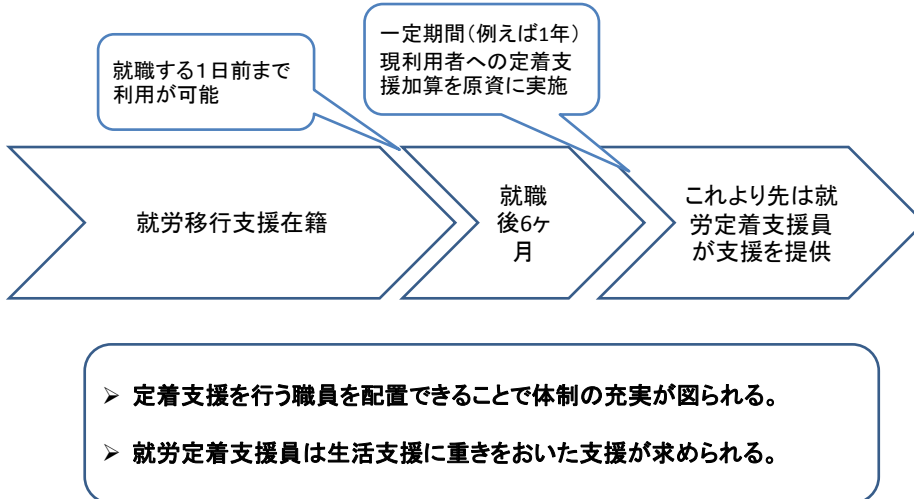 就職する1日前まで
利用が可能
一定期間(例えば1年)
現利用者への定着支
援加算を原資に実施
就労移行支援在籍
就職
後6ケ
月
これより先は就
労定着支援員
が支援を提供
➢ 定着支援を行う職員を配置できることで体制の充実が図られる。
➢ 就労定着支援員は生活支援に重きをおいた支援が求められる。